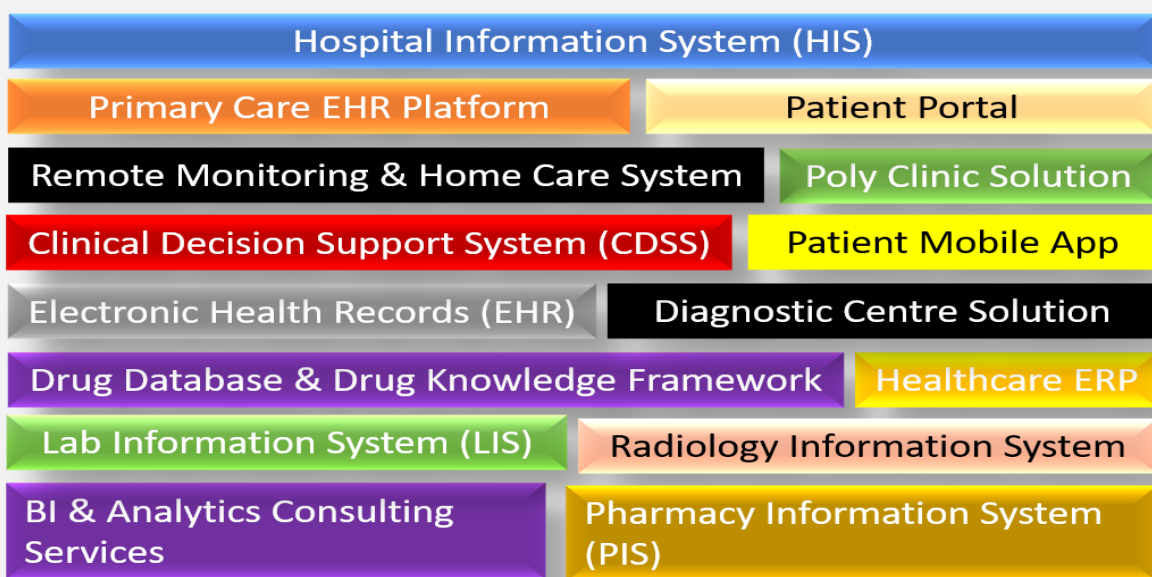 Hospital Information System (HIS)
Primary Care EHR Platform
Patient Portal
Remote Monitoring & Home Care System
Poly Clinic Solution
Clinical Decision Support System (CDSS)
Patient Mobile App
Electronic Health Records (EHR)
Diagnostic Centre Solution
Drug Database & Drug Knowledge Framework
Healthcare ERP
Lab Information System (LIS)
Radiology Information System
BI & Analytics Consulting
Services
Pharmacy Information System
(PIS)